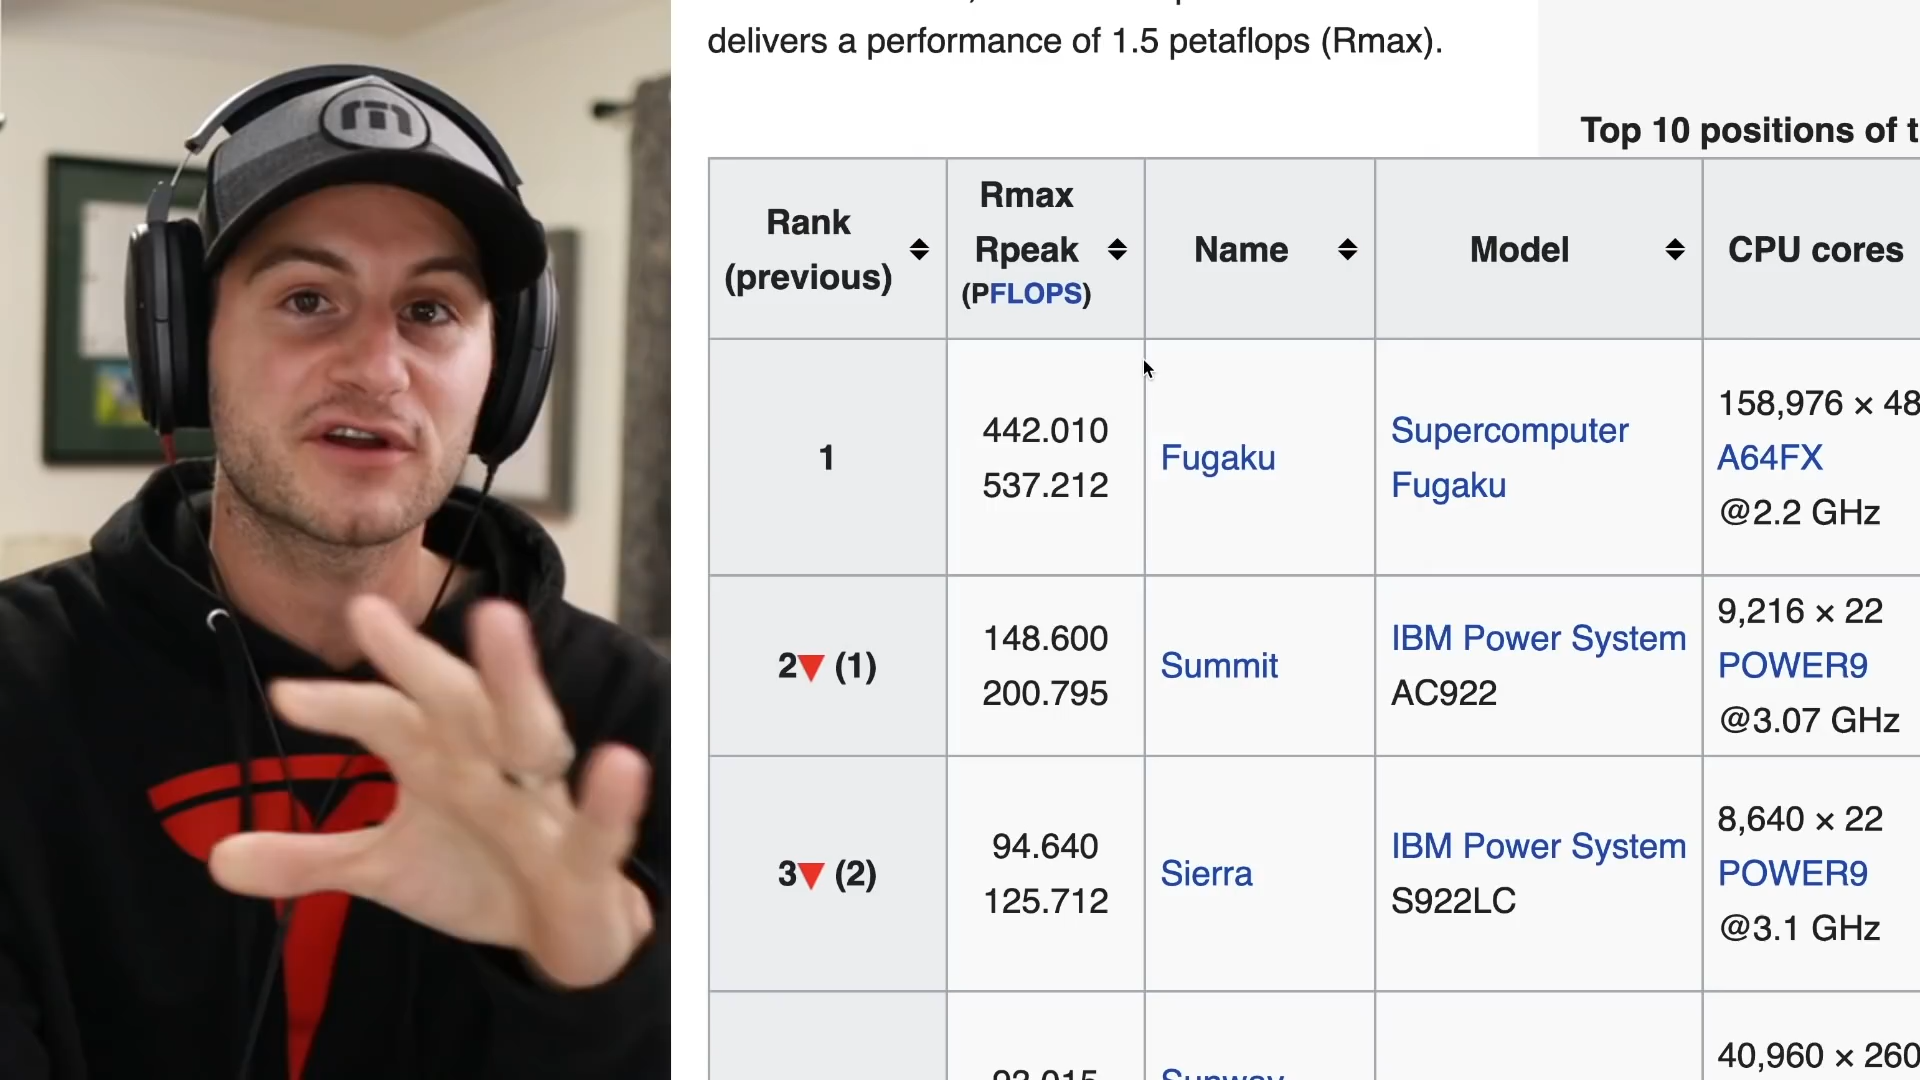 delivers a performance of 1.5 petaflops (Rmax).
Top 10 positions of t
Rank
(previous)
Rmax
Rpeak
(PFLOPS)
Name
Model
CPU cores
1
442.010
537.212
Fugaku
Supercomputer
Fugaku
158,976 × 48
A64FX
@2.2 GHz
2▼ (1)
148.600
200.795
Summit
IBM Power System
AC922
9,216 × 22
POWER9
@3.07 GHz
3▼ (2)
94.640
125.712
Sierra
IBM Power System
S922LC
8,640 × 22
POWER9
@3.1 GHz
93.015
Sunway
40,960 × 260